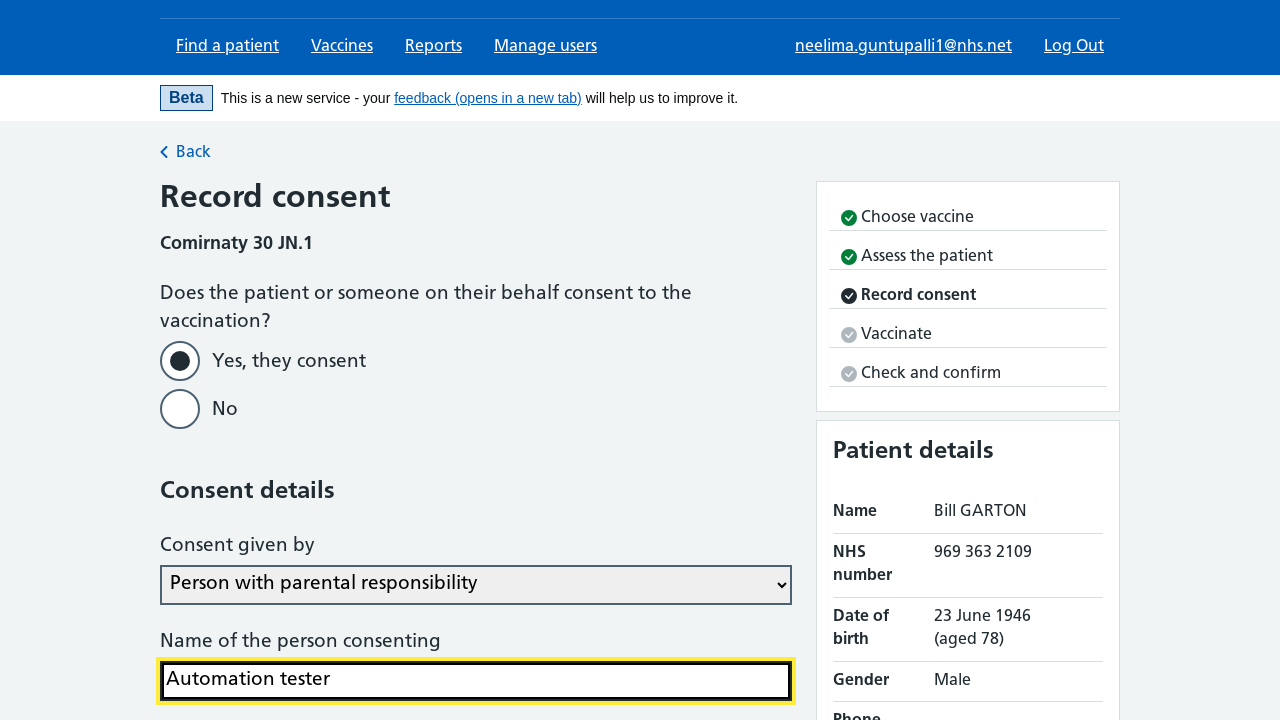 Find a patient
Vaccines
Reports
Manage users
neelima.guntupalli1@nhs.net
Log Out
Beta
This is a new service - your feedback (opens in a new tab) will help us to improve it.
Back
Record consent
Comirnaty 30 JN.1
Does the patient or someone on their behalf consent to the
vaccination?
Yes, they consent
No
Consent details
Consent given by
Person with parental responsibility
Name of the person consenting
Automation tester
Choose vaccine
Assess the patient
Record consent
Vaccinate
Check and confirm
Patient details
Name
Bill GARTON
NHS
number
969 363 2109
Date of
birth
23 June 1946
(aged 78)
Gender
Male
Phone